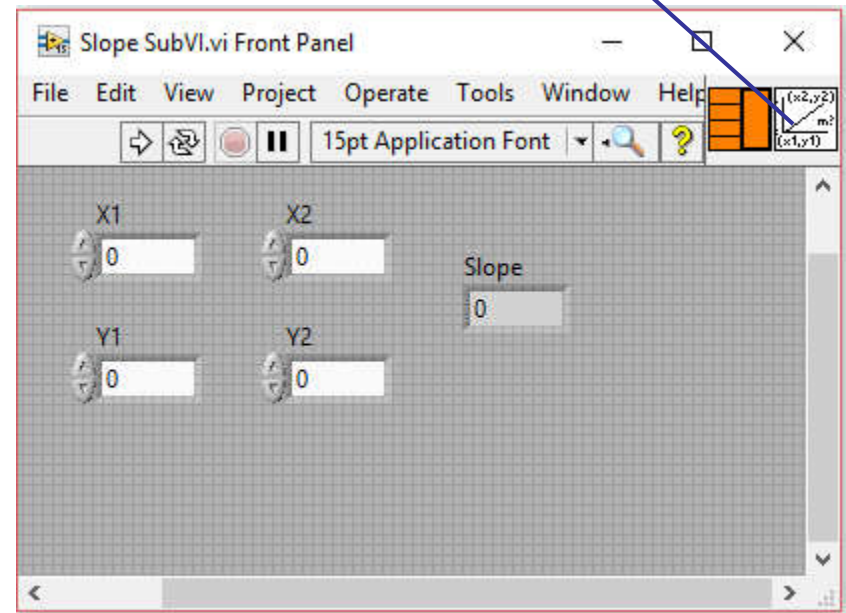 Slope SubVI.vi Front Panel
File Edit View Project Operate Tools Window Help
15pt Application Font
?
(x2,y2)
m?
(x1,y1)
X1 X2
0 0
Slope
0
Y1 Y2
0 0